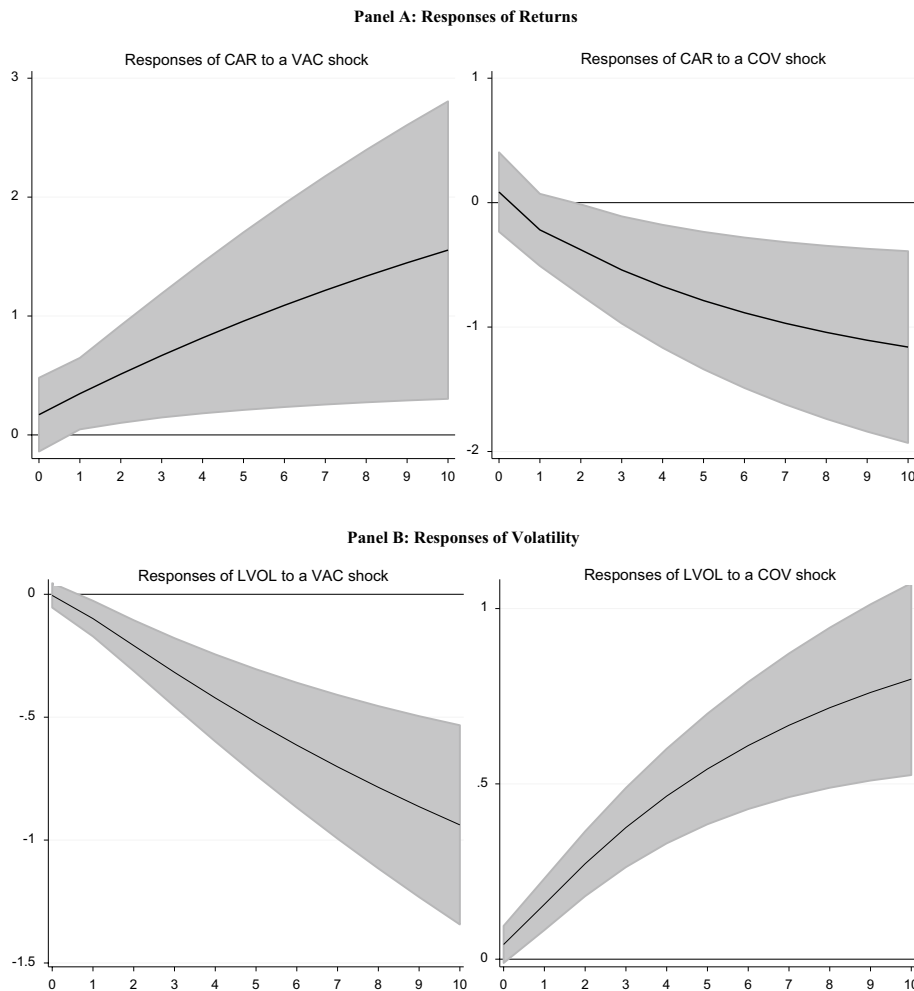 Panel A: Responses of Returns
Responses of CAR to a VAC shock
3
2
1
0
0 1 2 3 4 5 6 7 8 9 10
Responses of CAR to a COV shock
1
0
-1
-2
0 1 2 3 4 5 6 7 8 9 10
Panel B: Responses of Volatility
Responses of LVOL to a VAC shock
0
-.5
-1
-1.5
0 1 2 3 4 5 6 7 8 9 10
Responses of LVOL to a COV shock
1
.5
0
0 1 2 3 4 5 6 7 8 9 10